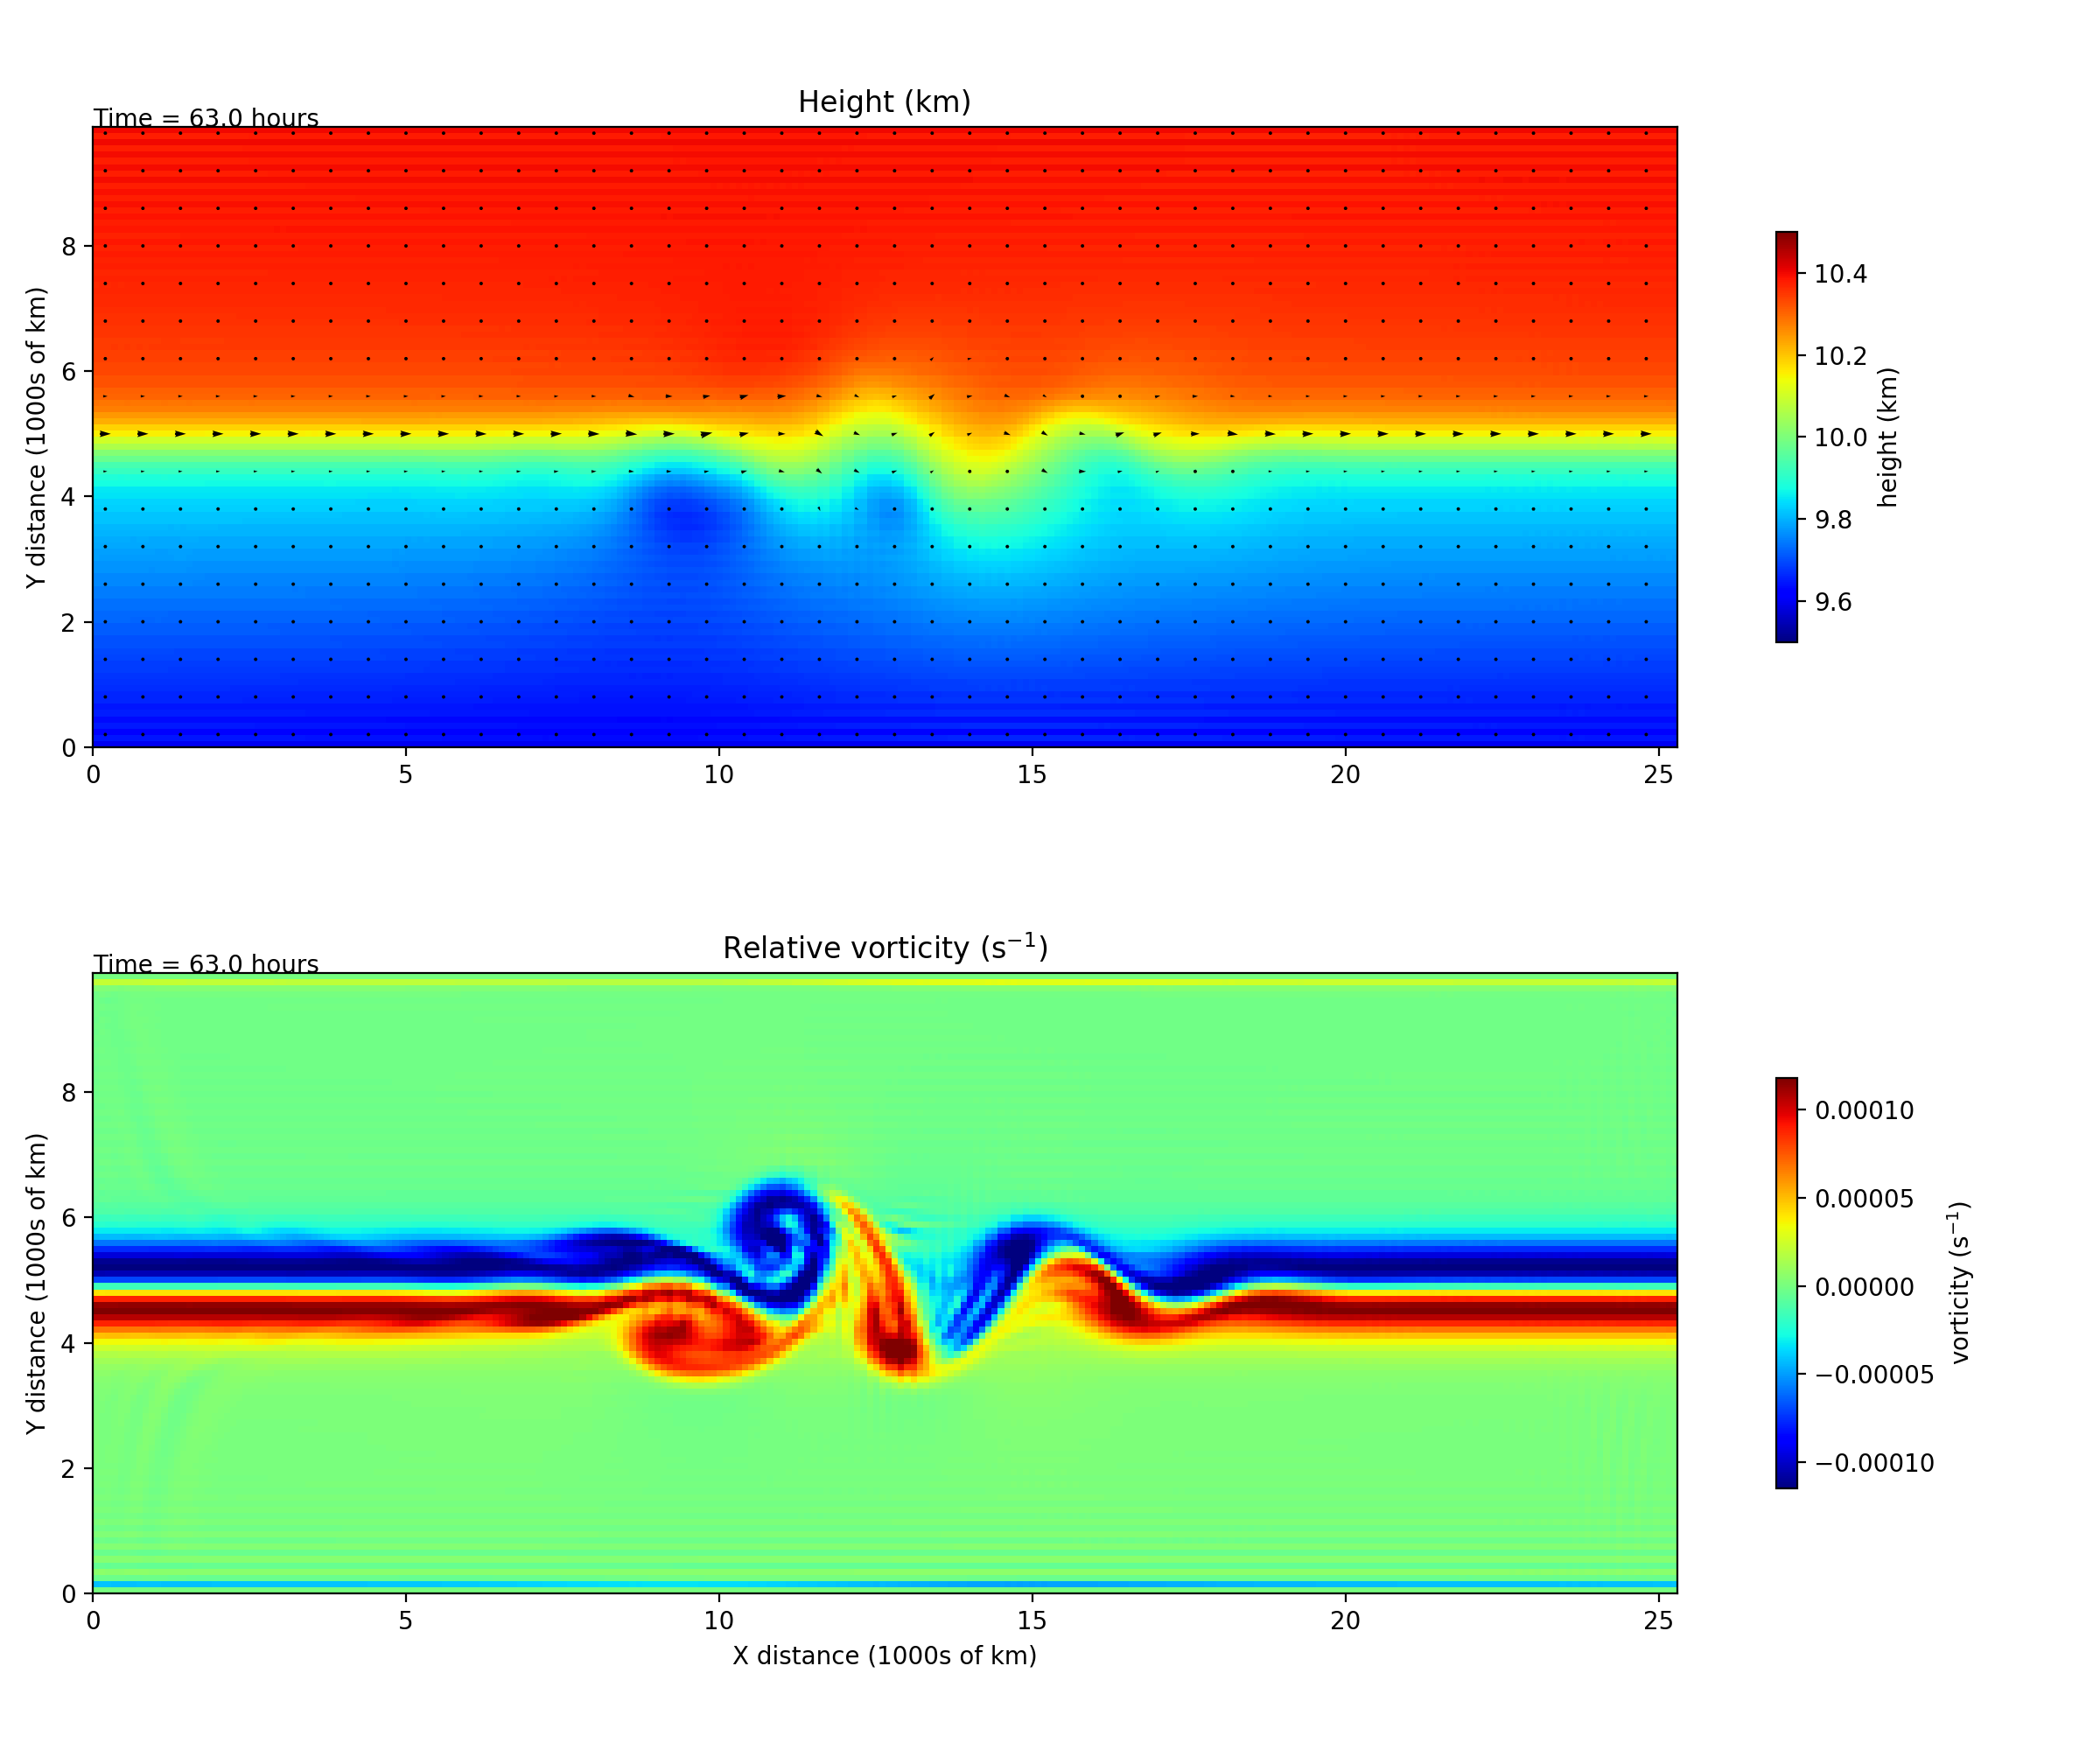 Height (km)
Time = 63.0 hours
Y distance (1000s of km)
8
6
4
2
0
0 5 10 15 20 25
10.4
10.2
10.0
9.8
9.6
height (km)
Relative vorticity (s⁻¹)
Time = 63.0 hours
Y distance (1000s of km)
8
6
4
2
0
0 5 10 15 20 25
X distance (1000s of km)
0.00010
0.00005
0.00000
−0.00005
−0.00010
vorticity (s⁻¹)